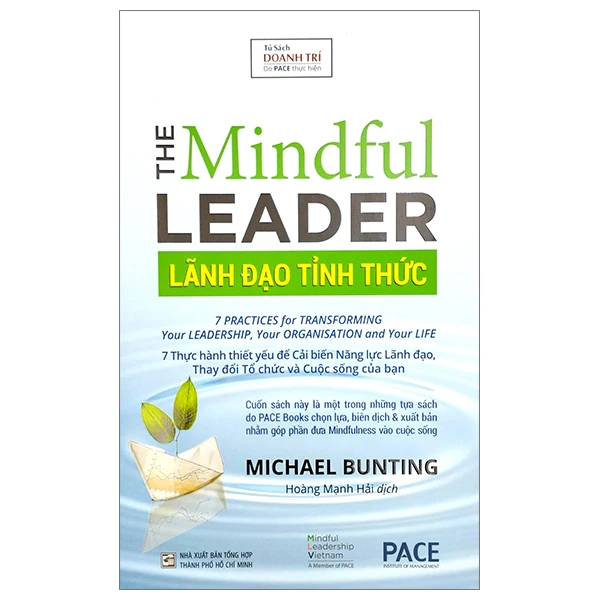 Tủ Sách
DOANH TRÍ
Do PACE thực hiện
THE Mindful
LEADER
LÃNH ĐẠO TỈNH THỨC
7 PRACTICES for TRANSFORMING
Your LEADERSHIP, Your ORGANISATION and Your LIFE
7 Thực hành thiết yếu để Cải biến Năng lực Lãnh đạo,
Thay đổi Tổ chức và Cuộc sống của bạn
Cuốn sách này là một trong những tựa sách
do PACE Books chọn lựa, biên dịch & xuất bản
nhằm góp phần đưa Mindfulness vào cuộc sống
MICHAEL BUNTING
Hoàng Mạnh Hải dịch
NHÀ XUẤT BẢN TỔNG HỢP
THÀNH PHỐ HỒ CHÍ MINH
Mindful
Leadership
Vietnam
A Member of PACE
PACE
INSTITUTE OF MANAGEMENT